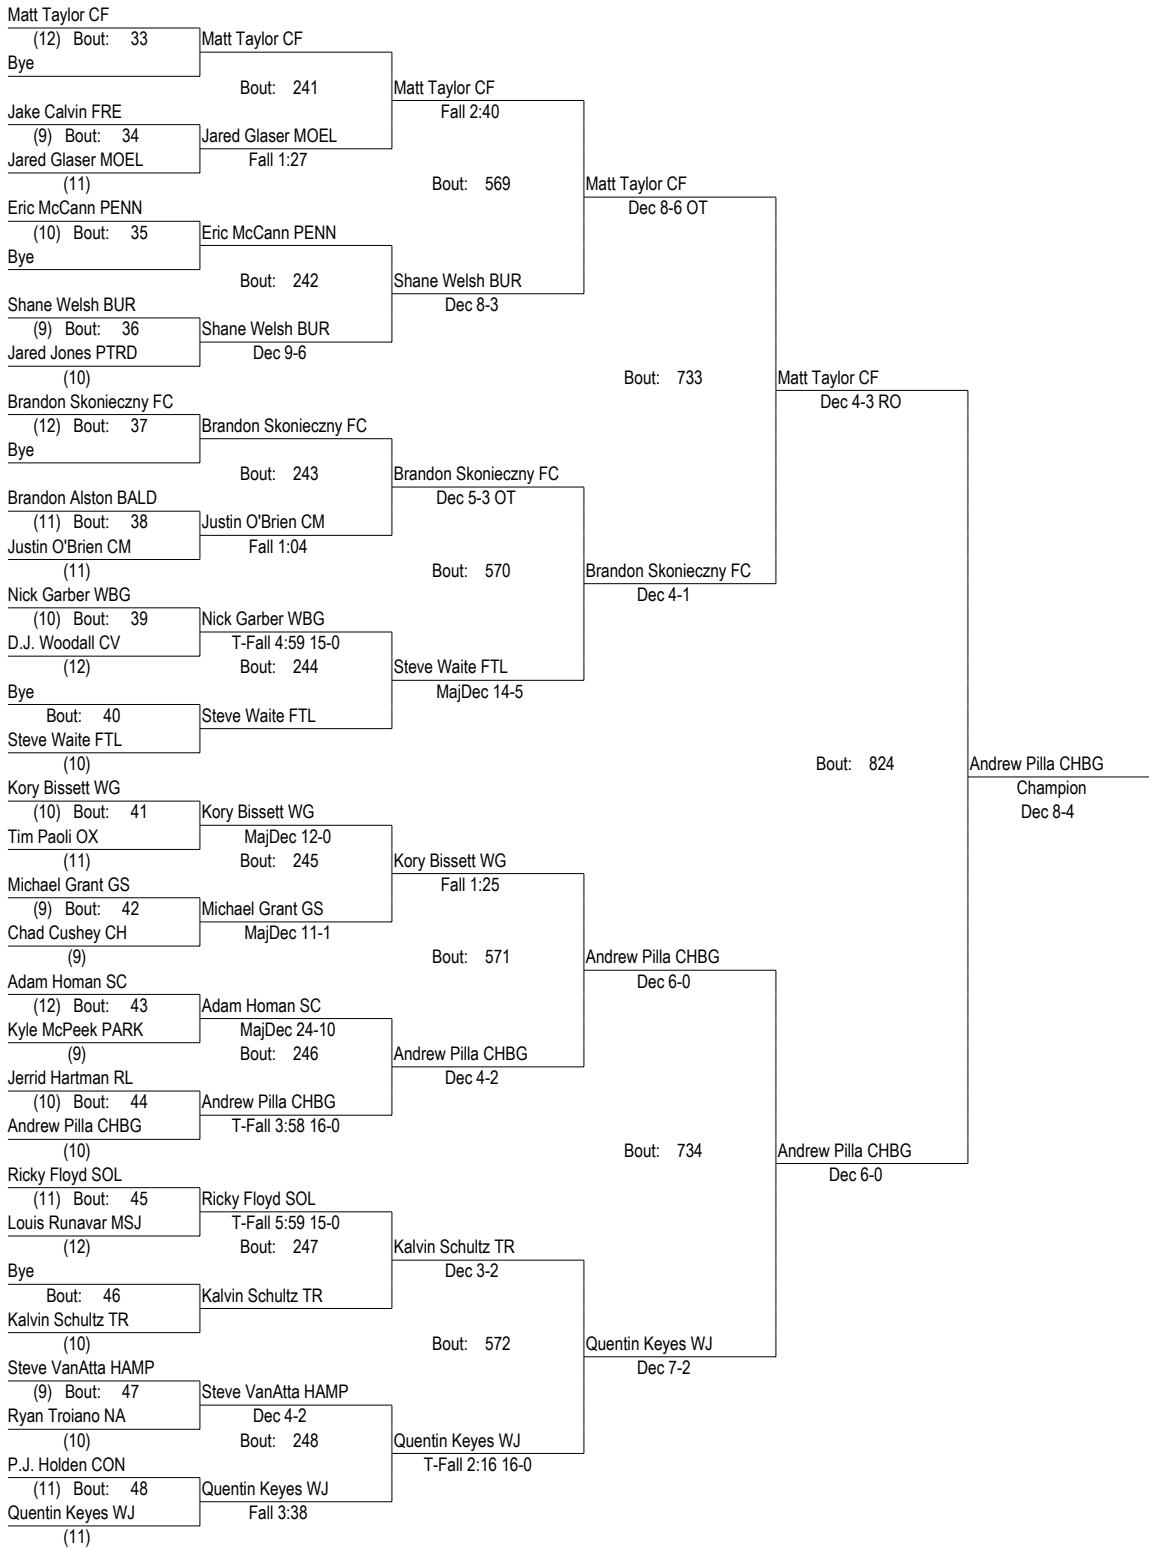 Matt Taylor CF
(12) Bout: 33
Bye
Matt Taylor CF
Bout: 241
Jake Calvin FRE
(9) Bout: 34
Jared Glaser MOEL
(11)
Jared Glaser MOEL
Fall 1:27
Matt Taylor CF
Fall 2:40
Bout: 569
Eric McCann PENN
(10) Bout: 35
Bye
Eric McCann PENN
Bout: 242
Shane Welsh BUR
(9) Bout: 36
Jared Jones PTRD
(10)
Shane Welsh BUR
Dec 9-6
Shane Welsh BUR
Dec 8-3
Matt Taylor CF
Dec 8-6 OT
Bout: 733
Brandon Skonieczny FC
(12) Bout: 37
Bye
Brandon Skonieczny FC
Bout: 243
Brandon Alston BALD
(11) Bout: 38
Justin O'Brien CM
(11)
Justin O'Brien CM
Fall 1:04
Brandon Skonieczny FC
Dec 5-3 OT
Bout: 570
Nick Garber WBG
(10) Bout: 39
D.J. Woodall CV
(12)
Nick Garber WBG
T-Fall 4:59 15-0
Bout: 244
Bye
Bout: 40
Steve Waite FTL
(10)
Steve Waite FTL
Steve Waite FTL
MajDec 14-5
Brandon Skonieczny FC
Dec 4-1
Matt Taylor CF
Dec 4-3 RO
Bout: 824
Kory Bissett WG
(10) Bout: 41
Tim Paoli OX
(11)
Kory Bissett WG
MajDec 12-0
Bout: 245
Michael Grant GS
(9) Bout: 42
Chad Cushey CH
(9)
Michael Grant GS
MajDec 11-1
Kory Bissett WG
Fall 1:25
Bout: 571
Adam Homan SC
(12) Bout: 43
Kyle McPeek PARK
(9)
Adam Homan SC
MajDec 24-10
Bout: 246
Jerrid Hartman RL
(10) Bout: 44
Andrew Pilla CHBG
(10)
Andrew Pilla CHBG
T-Fall 3:58 16-0
Andrew Pilla CHBG
Dec 4-2
Andrew Pilla CHBG
Dec 6-0
Bout: 734
Ricky Floyd SOL
(11) Bout: 45
Louis Runavar MSJ
(12)
Ricky Floyd SOL
T-Fall 5:59 15-0
Bout: 247
Bye
Bout: 46
Kalvin Schultz TR
(10)
Kalvin Schultz TR
Kalvin Schultz TR
Dec 3-2
Bout: 572
Steve VanAtta HAMP
(9) Bout: 47
Ryan Troiano NA
(10)
Steve VanAtta HAMP
Dec 4-2
Bout: 248
P.J. Holden CON
(11) Bout: 48
Quentin Keyes WJ
(11)
Quentin Keyes WJ
Fall 3:38
Quentin Keyes WJ
T-Fall 2:16 16-0
Quentin Keyes WJ
Dec 7-2
Andrew Pilla CHBG
Dec 6-0
Andrew Pilla CHBG
Champion
Dec 8-4